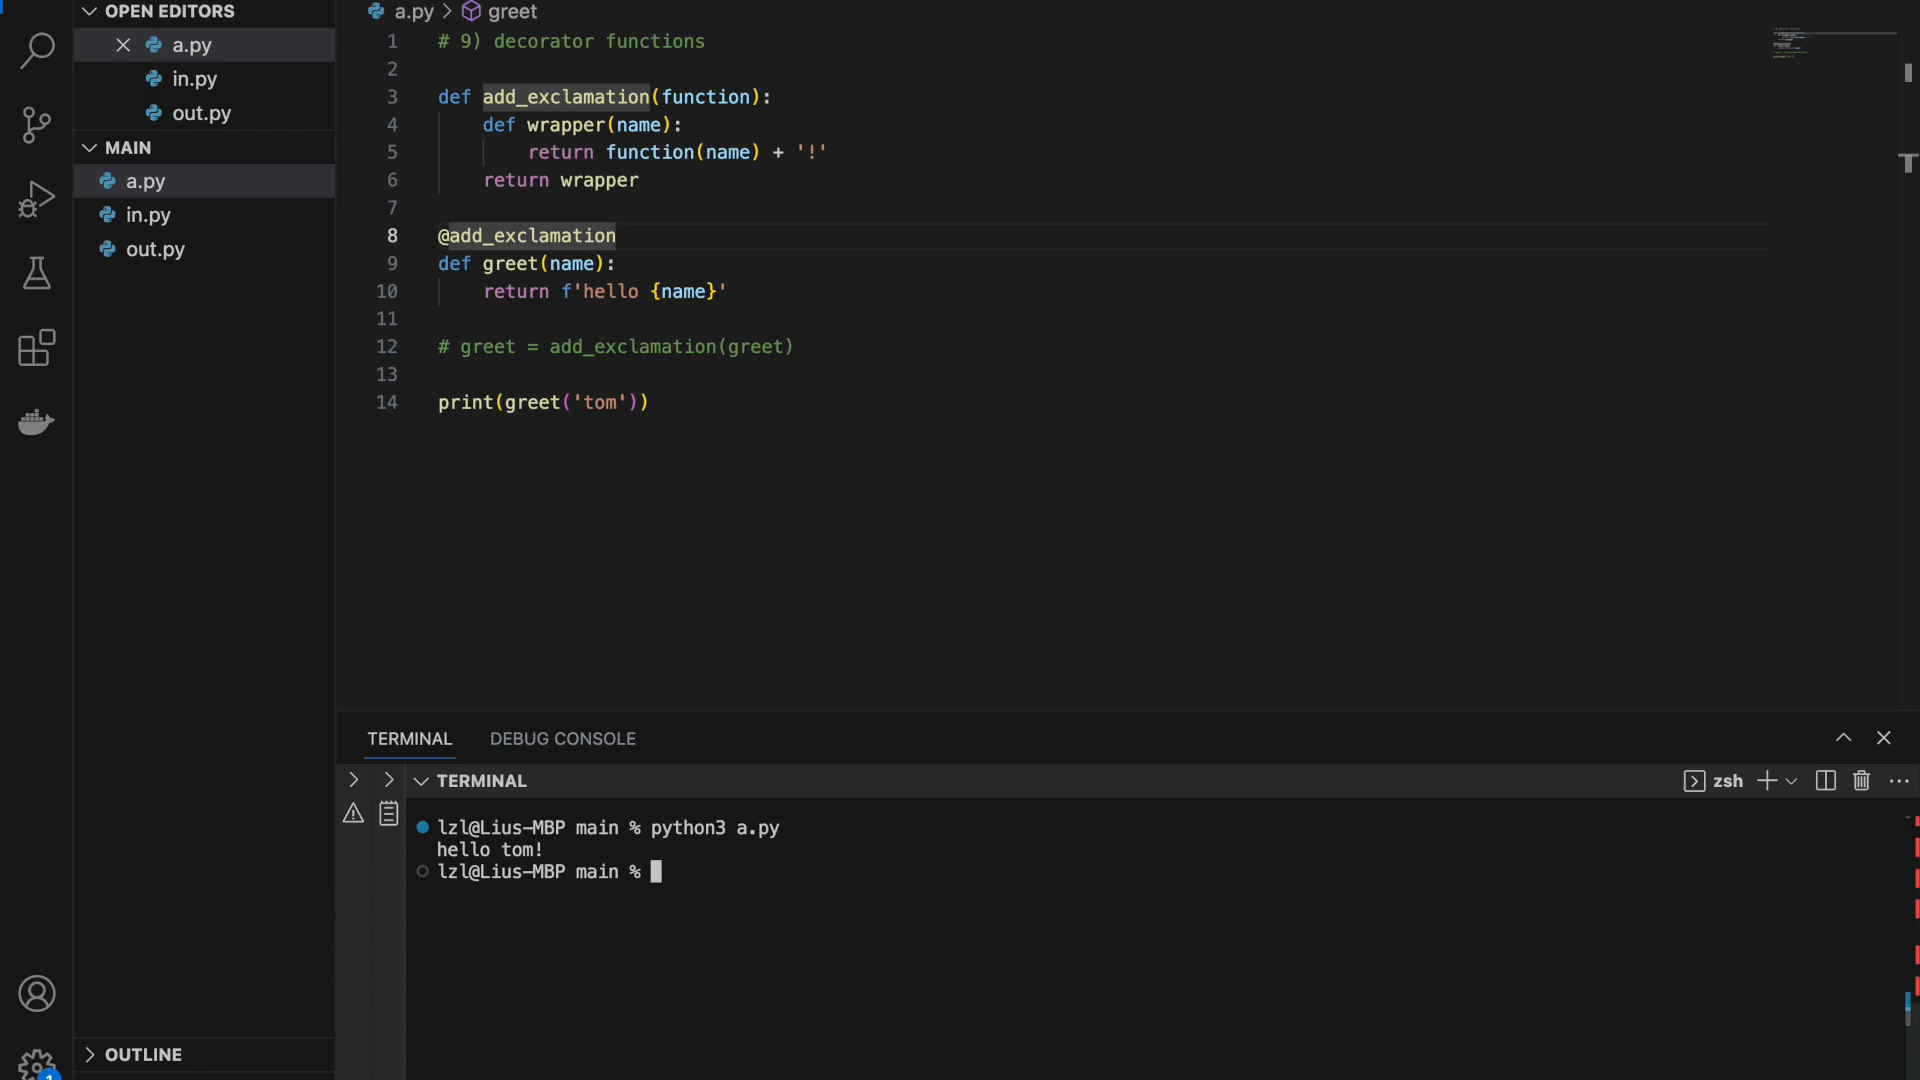 OPEN EDITORS
a.py
in.py
out.py
MAIN
a.py
in.py
out.py
OUTLINE
1
a.py > greet
1 # 9) decorator functions
2
3 def add_exclamation(function):
4     def wrapper(name):
5         return function(name) + '!'
6     return wrapper
7
8 @add_exclamation
9 def greet(name):
10     return f'hello {name}'
11
12 # greet = add_exclamation(greet)
13
14 print(greet('tom'))
TERMINAL DEBUG CONSOLE
TERMINAL
zsh
lzl@Lius-MBP main % python3 a.py
hello tom!
lzl@Lius-MBP main %